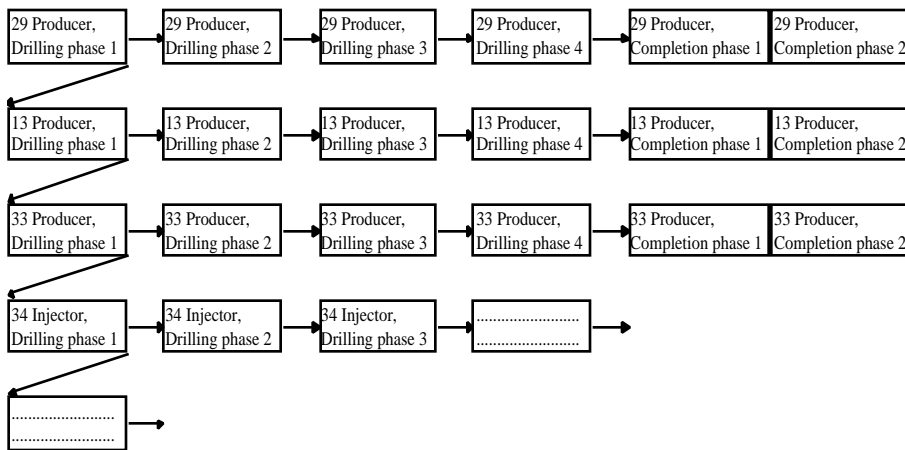 29 Producer,
Drilling phase 1
29 Producer,
Drilling phase 2
29 Producer,
Drilling phase 3
29 Producer,
Drilling phase 4
29 Producer,
Completion phase 1
29 Producer,
Completion phase 2
13 Producer,
Drilling phase 1
13 Producer,
Drilling phase 2
13 Producer,
Drilling phase 3
13 Producer,
Drilling phase 4
13 Producer,
Completion phase 1
13 Producer,
Completion phase 2
33 Producer,
Drilling phase 1
33 Producer,
Drilling phase 2
33 Producer,
Drilling phase 3
33 Producer,
Drilling phase 4
33 Producer,
Completion phase 1
33 Producer,
Completion phase 2
34 Injector,
Drilling phase 1
34 Injector,
Drilling phase 2
34 Injector,
Drilling phase 3
.........................
.........................
.........................
.........................